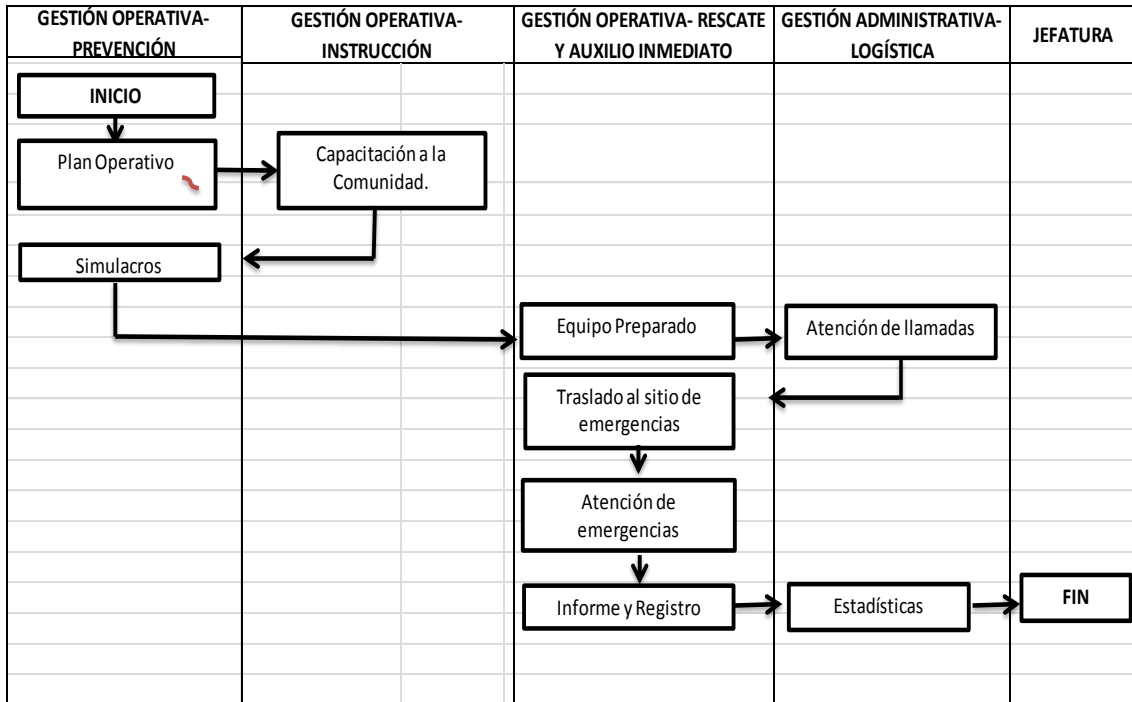 GESTIÓN OPERATIVA-
PREVENCIÓN
GESTIÓN OPERATIVA-
INSTRUCCIÓN
GESTIÓN OPERATIVA- RESCATE
Y AUXILIO INMEDIATO
GESTIÓN ADMINISTRATIVA-
LOGÍSTICA
JEFATURA
INICIO
Plan Operativo
Capacitación a la
Comunidad.
Simulacros
Equipo Preparado
Atención de llamadas
Traslado al sitio de
emergencias
Atención de
emergencias
Informe y Registro
Estadísticas
FIN